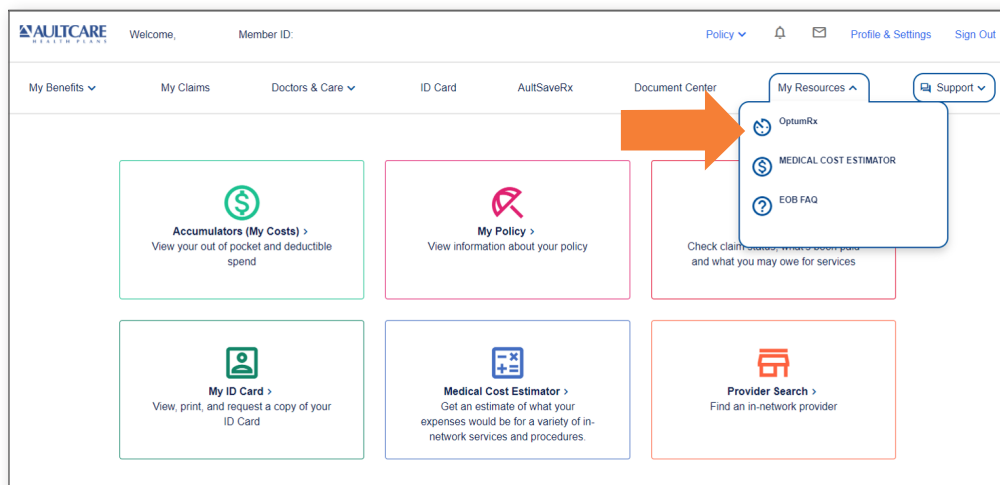 AULTCARE
HEALTH PLANS
Welcome, Member ID: Policy Profile & Settings Sign Out
My Benefits My Claims Doctors & Care ID Card AultSaveRx Document Center My Resources Support
OptumRx
MEDICAL COST ESTIMATOR
EOB FAQ
Accumulators (My Costs) >
View your out of pocket and deductible
spend
My Policy >
View information about your policy
Check claim status, what's been paid
and what you may owe for services
My ID Card >
View, print, and request a copy of your
ID Card
Medical Cost Estimator >
Get an estimate of what your
expenses would be for a variety of in-
network services and procedures.
Provider Search >
Find an in-network provider